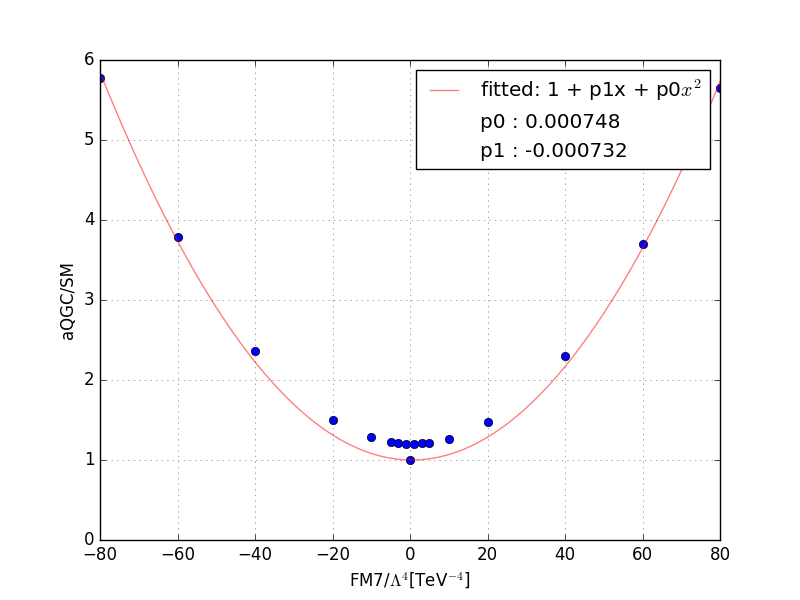 6
5
4
3
2
1
0
aQGC/SM
fitted: 1 + p1x + p0x²
p0 : 0.000748
p1 : -0.000732
−80 −60 −40 −20 0 20 40 60 80
FM7/Λ⁴[TeV⁻⁴]